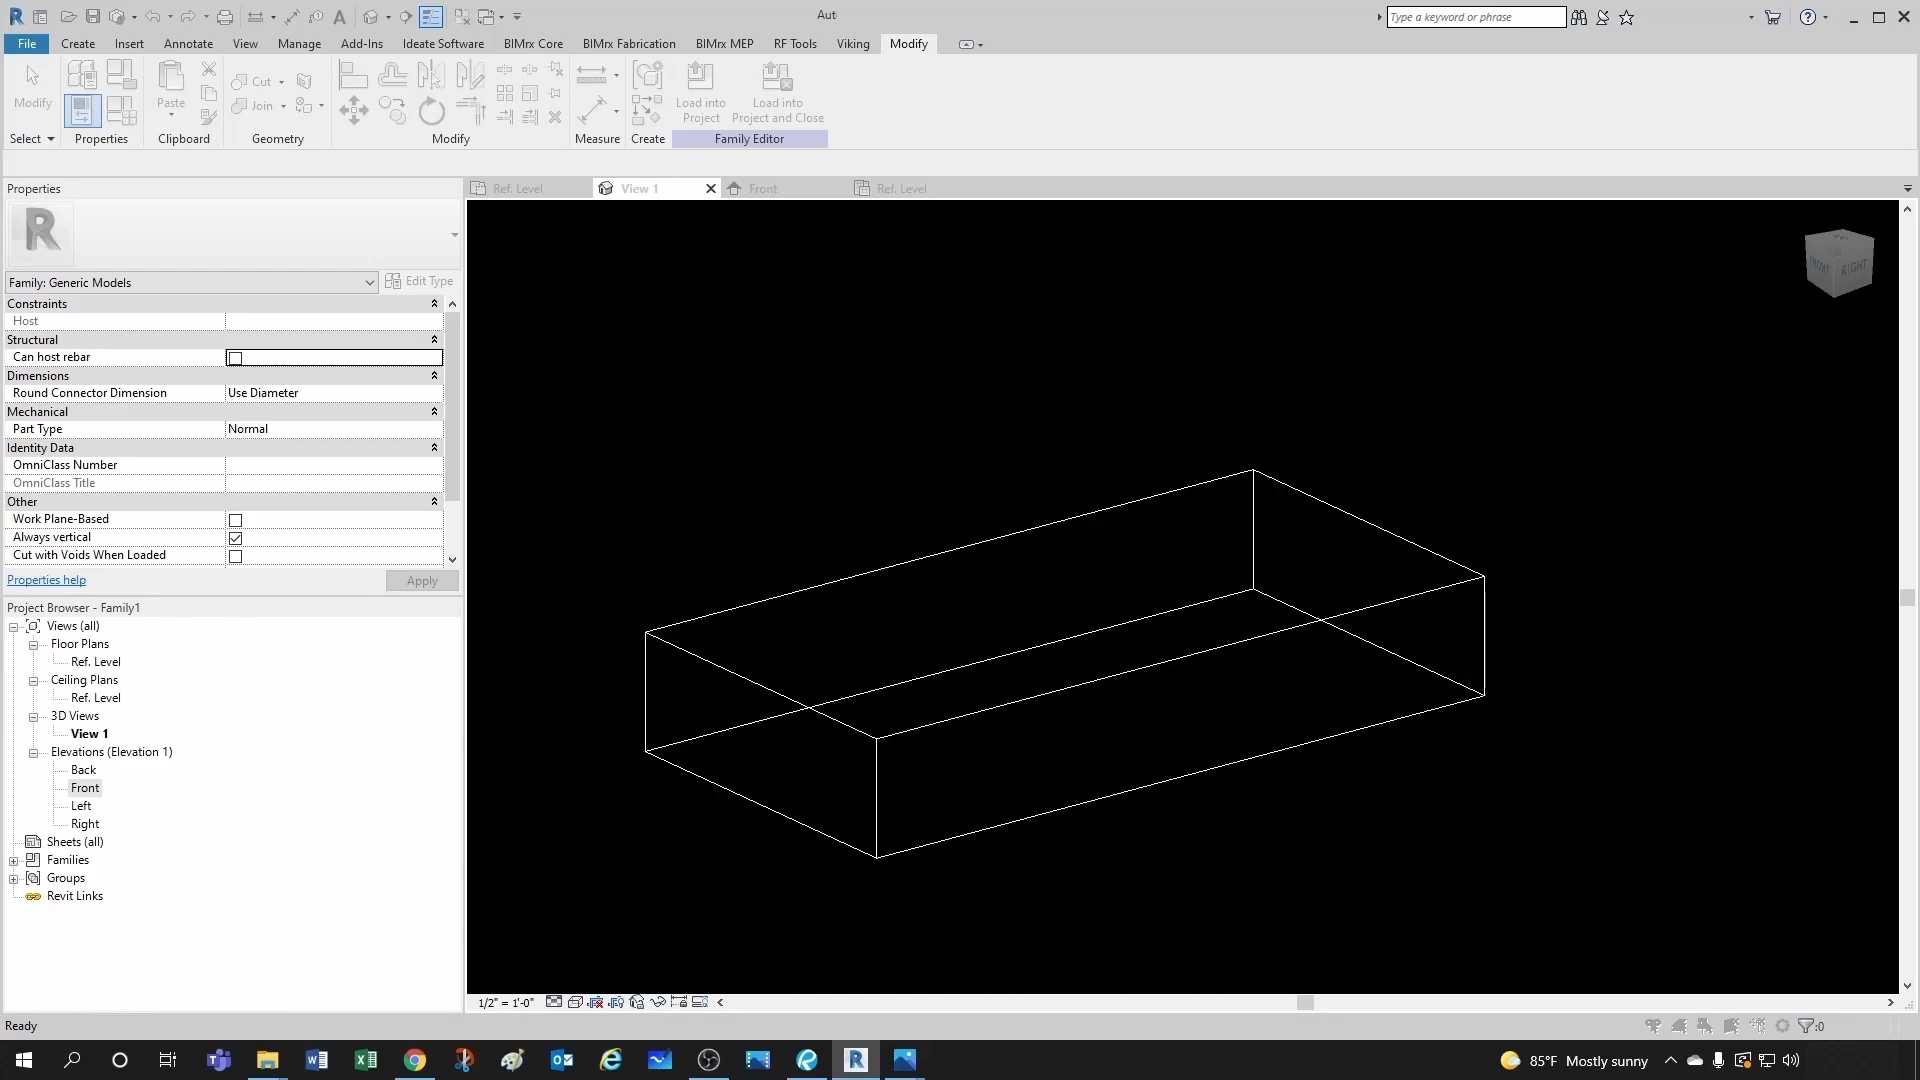 Aut
Type a keyword or phrase
File Create Insert Annotate View Manage Add-Ins Ideate Software BIMrx Core BIMrx Fabrication BIMrx MEP RF Tools Viking Modify
Modify
Paste
Cut
Join
Load into
Project
Load into
Project and Close
Select Properties Clipboard Geometry Modify Measure Create Family Editor
Properties
Ref. Level
View 1
Front
Ref. Level
R
Family: Generic Models
Edit Type
Constraints
Host
Structural
Can host rebar
Dimensions
Round Connector Dimension Use Diameter
Mechanical
Part Type Normal
Identity Data
OmniClass Number
OmniClass Title
Other
Work Plane-Based
Always vertical
Cut with Voids When Loaded
Properties help
Apply
FRONT RIGHT
Project Browser - Family1
Views (all)
Floor Plans
Ref. Level
Ceiling Plans
Ref. Level
3D Views
View 1
Elevations (Elevation 1)
Back
Front
Left
Right
Sheets (all)
Families
Groups
Revit Links
1/2" = 1'-0"
Ready
:0
85°F Mostly sunny